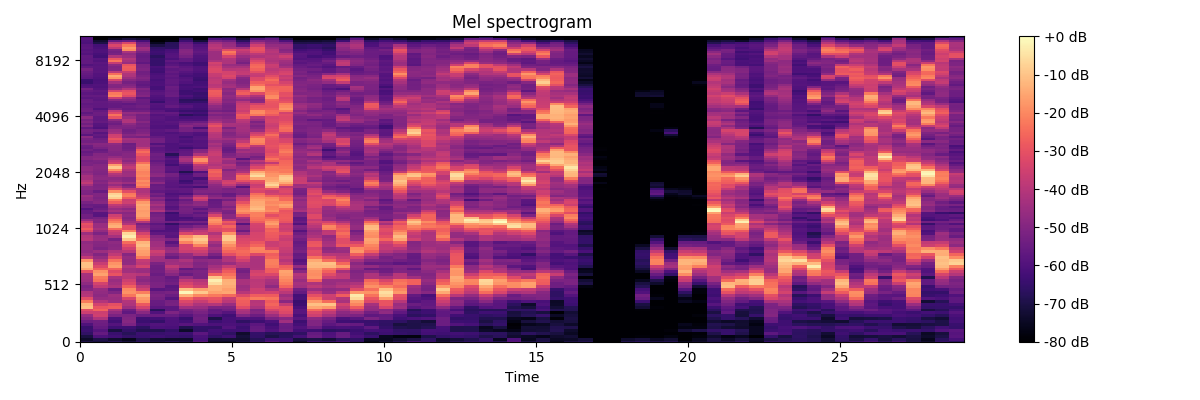 Mel spectrogram
8192
4096
2048
1024
512
0
Hz
0 5 10 15 20 25
Time
+0 dB
-10 dB
-20 dB
-30 dB
-40 dB
-50 dB
-60 dB
-70 dB
-80 dB